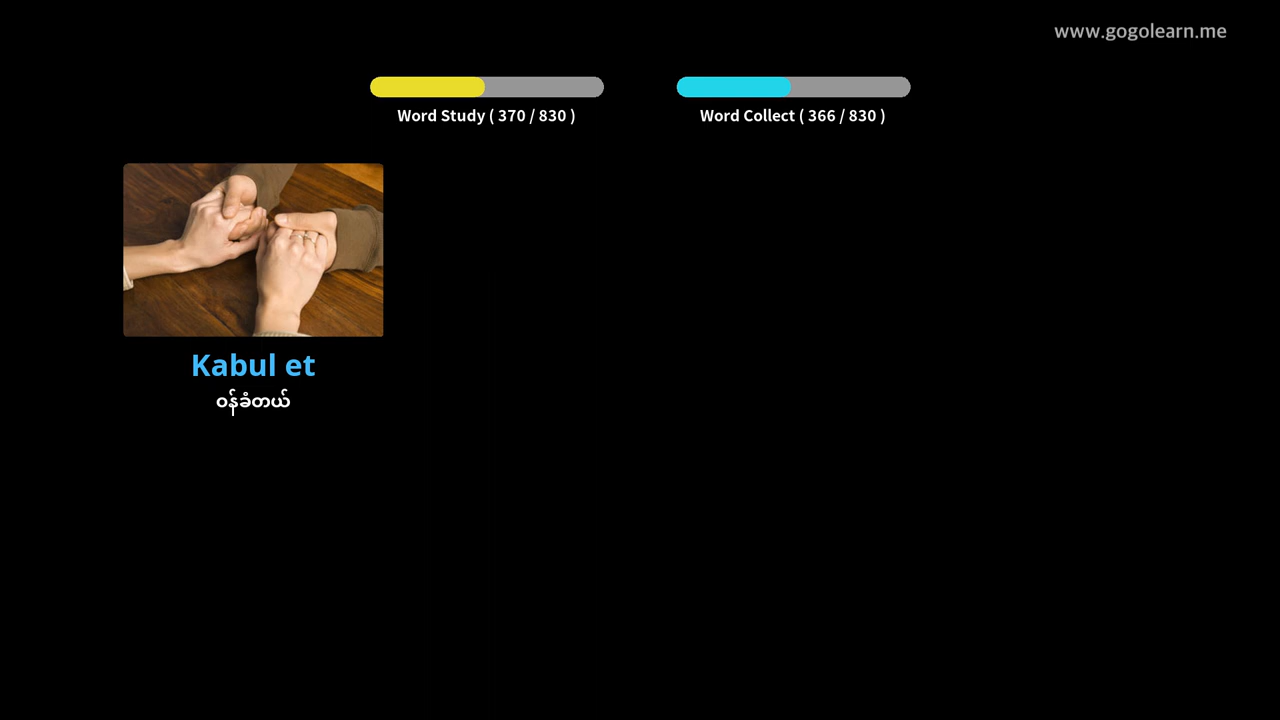 www.gogolearn.me
Word Study ( 370 / 830 )
Word Collect ( 366 / 830 )
Kabul et
ဝန်ခံတယ်